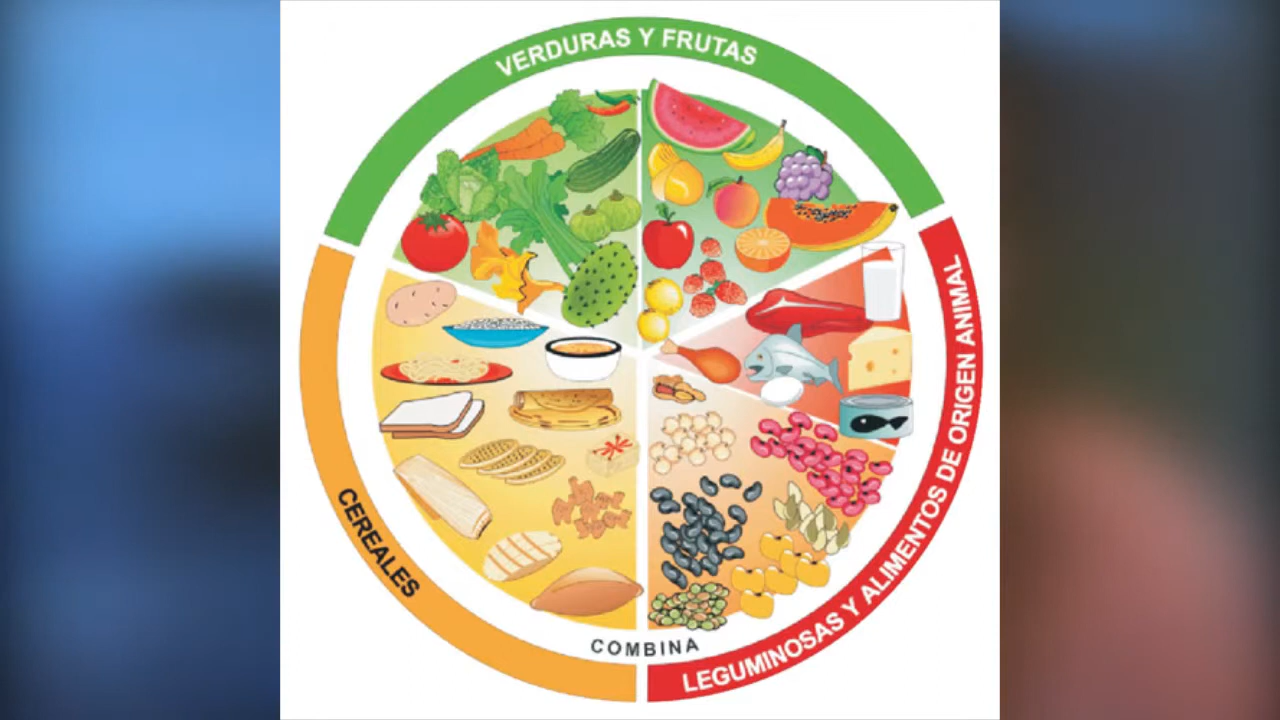 VERDURAS Y FRUTAS
LEGUMINOSAS Y ALIMENTOS DE ORIGEN ANIMAL
CEREALES
COMBINA